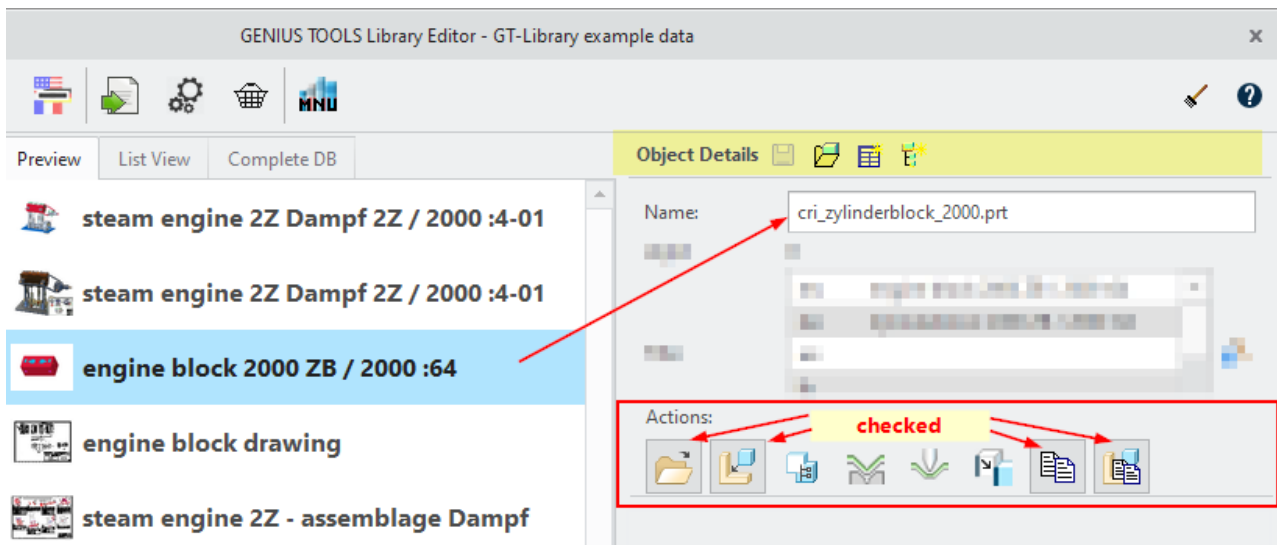 GENIUS TOOLS Library Editor - GT-Library example data
MNU
Preview
List View
Complete DB
Object Details
steam engine 2Z Dampf 2Z / 2000 :4-01
Name:
cri_zylinderblock_2000.prt
steam engine 2Z Dampf 2Z / 2000 :4-01
engine block 2000 ZB / 2000 :64
Actions:
checked
engine block drawing
steam engine 2Z - assemblage Dampf